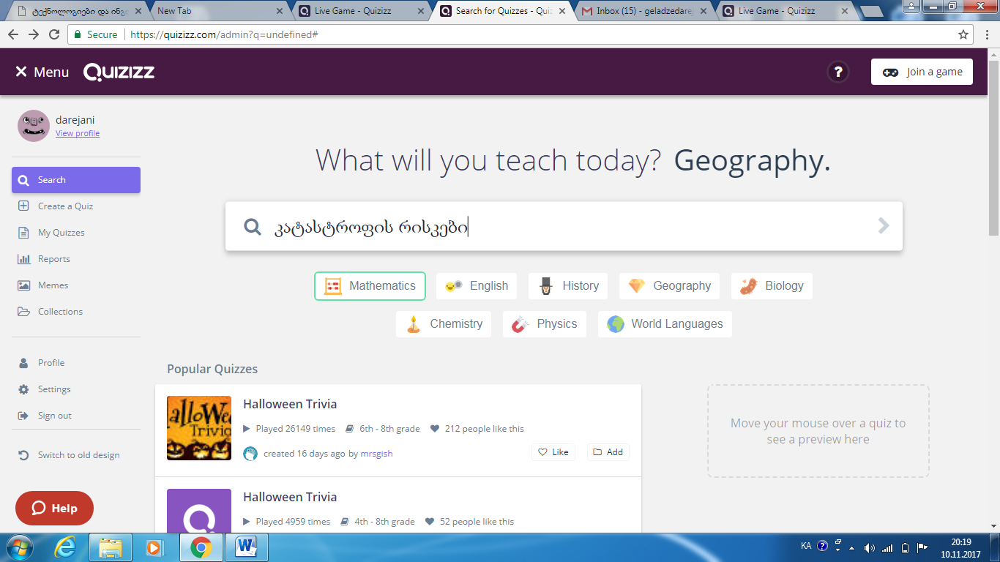 ტექნოლოგიები და ინგ
New Tab
Live Game - Quizizz
Search for Quizzes - Quiz
Inbox (15) - geladzedare
Live Game - Quizizz
Secure https://quizizz.com/admin?q=undefined#
Menu Quizizz ? Join a game
darejani
View profile
Search
Create a Quiz
My Quizzes
Reports
Memes
Collections
Profile
Settings
Sign out
Switch to old design
Help
What will you teach today? Geography.
კატასტროფის რისკები
Mathematics English History Geography Biology
Chemistry Physics World Languages
Popular Quizzes
Halloween Trivia
Played 26149 times 6th - 8th grade 212 people like this
created 16 days ago by mrsgish Like Add
Halloween Trivia
Played 4959 times 4th - 8th grade 52 people like this
Move your mouse over a quiz to
see a preview here
KA
20:19
10.11.2017